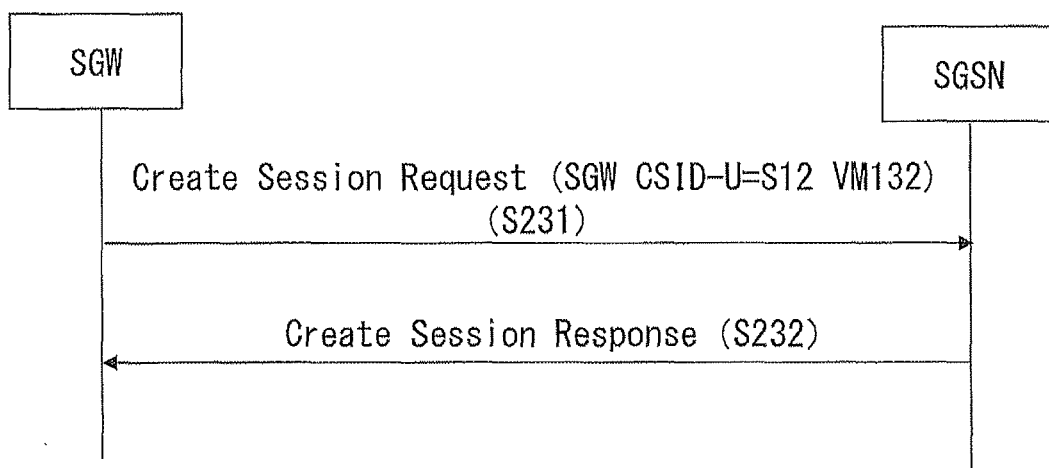 SGW
SGSN
Create Session Request (SGW CSID-U=S12 VM132)
(S231)
Create Session Response (S232)